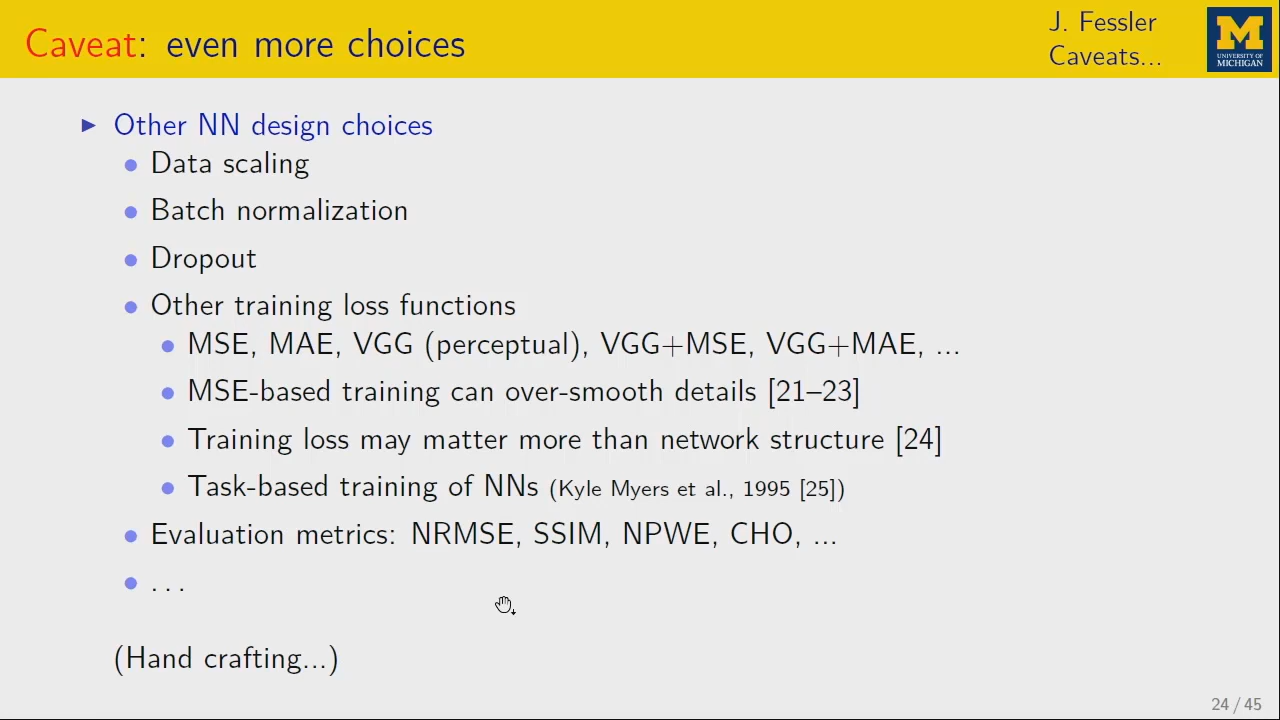 Caveat: even more choices
J. Fessler
Caveats...
M
UNIVERSITY OF
MICHIGAN
Other NN design choices
Data scaling
Batch normalization
Dropout
Other training loss functions
MSE, MAE, VGG (perceptual), VGG+MSE, VGG+MAE, ...
MSE-based training can over-smooth details [21–23]
Training loss may matter more than network structure [24]
Task-based training of NNs (Kyle Myers et al., 1995 [25])
Evaluation metrics: NRMSE, SSIM, NPWE, CHO, ...
...
(Hand crafting...)
24 / 45